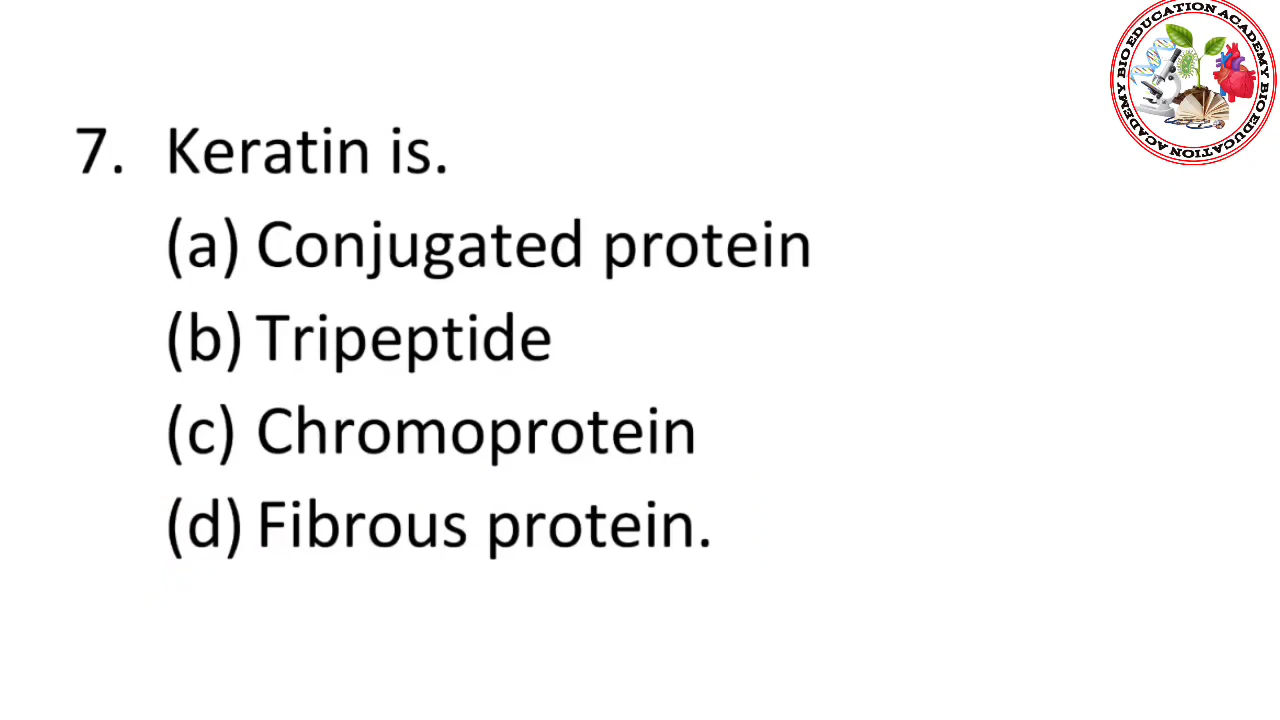 BIO EDUCATION ACADEMY BIO EDUCATION ACADEMY
7. Keratin is.
(a) Conjugated protein
(b) Tripeptide
(c) Chromoprotein
(d) Fibrous protein.